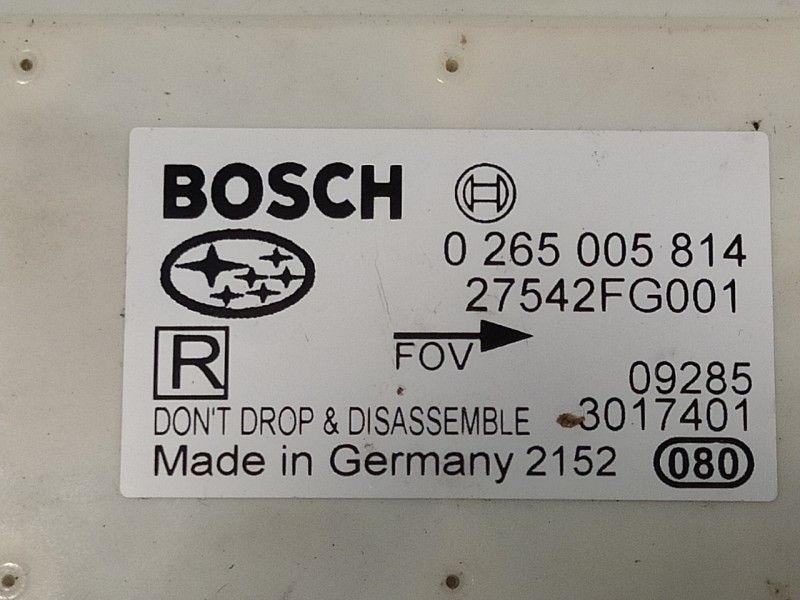 BOSCH
0 265 005 814
27542FG001
R
FOV
09285
DON'T DROP & DISASSEMBLE 3017401
Made in Germany 2152 080